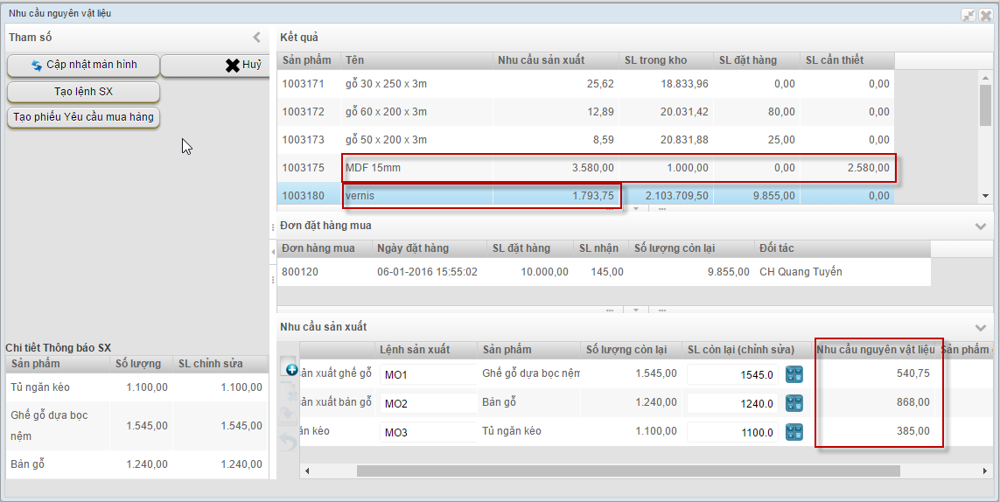 Nhu cầu nguyên vật liệu
Tham số
Cập nhật màn hình
Huỷ
Tạo lệnh SX
Tạo phiếu Yêu cầu mua hàng
Kết quả
Sản phẩm Tên Nhu cầu sản xuất SL trong kho SL đặt hàng SL cần thiết
1003171 gỗ 30 x 250 x 3m 25,62 18.833,96 0,00 0,00
1003172 gỗ 60 x 200 x 3m 12,89 20.031,42 80,00 0,00
1003173 gỗ 50 x 200 x 3m 8,59 20.831,88 25,00 0,00
1003175 MDF 15mm 3.580,00 1.000,00 0,00 2.580,00
1003180 vernis 1.793,75 2.103.709,50 9.855,00 0,00
Đơn đặt hàng mua
Đơn hàng mua Ngày đặt hàng SL đặt hàng SL nhận Số lượng còn lại Đối tác
800120 06-01-2016 15:55:02 10.000,00 145,00 9.855,00 CH Quang Tuyến
Chi tiết Thông báo SX
Sản phẩm Số lượng SL chỉnh sửa
Tủ ngăn kéo 1.100,00 1.100,00
Ghế gỗ dựa bọc
nệm 1.545,00 1.545,00
Bàn gỗ 1.240,00 1.240,00
Nhu cầu sản xuất
Lệnh sản xuất Sản phẩm Số lượng còn lại SL còn lại (chỉnh sửa) Nhu cầu nguyên vật liệu Sản phẩm
ản xuất ghế gỗ MO1 Ghế gỗ dựa bọc nệm 1.545,00 1545.0 540,75
ản xuất bàn gỗ MO2 Bàn gỗ 1.240,00 1240.0 868,00
ăn kéo MO3 Tủ ngăn kéo 1.100,00 1100.0 385,00